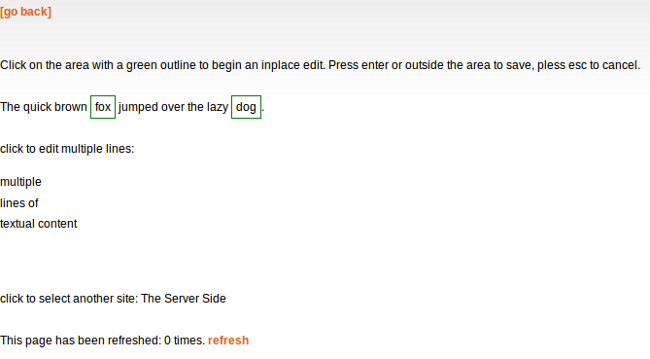 [go back]
Click on the area with a green outline to begin an inplace edit. Press enter or outside the area to save, pless esc to cancel.
The quick brown fox jumped over the lazy dog.
click to edit multiple lines:
multiple
lines of
textual content
click to select another site: The Server Side
This page has been refreshed: 0 times. refresh